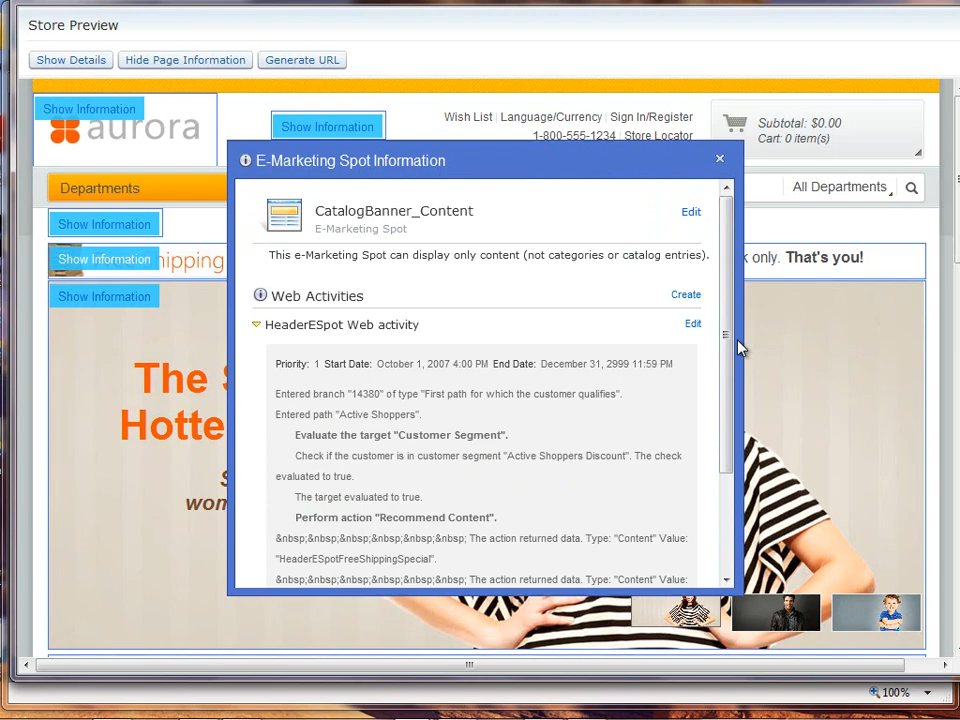 Store Preview
Show Details Hide Page Information Generate URL
Show Information
aurora
Show Information
Wish List | Language/Currency | Sign In/Register
1-800-555-1234 | Store Locator
Subtotal: $0.00
Cart: 0 item(s)
Departments
All Departments
Show Information
Show Information
hipping
k only. That's you!
Show Information
The S
Hotte
S
wom
E-Marketing Spot Information
CatalogBanner_Content
Edit
E-Marketing Spot
This e-Marketing Spot can display only content (not categories or catalog entries).
Web Activities
Create
HeaderESpot Web activity
Edit
Priority: 1 Start Date: October 1, 2007 4:00 PM End Date: December 31, 2999 11:59 PM
Entered branch "14380" of type "First path for which the customer qualifies".
Entered path "Active Shoppers".
Evaluate the target "Customer Segment".
Check if the customer is in customer segment "Active Shoppers Discount". The check
evaluated to true.
The target evaluated to true.
Perform action "Recommend Content".
&nbsp;&nbsp;&nbsp;&nbsp;&nbsp;&nbsp; The action returned data. Type: "Content" Value:
"HeaderESpotFreeShippingSpecial".
&nbsp;&nbsp;&nbsp;&nbsp;&nbsp;&nbsp; The action returned data. Type: "Content" Value:
100%